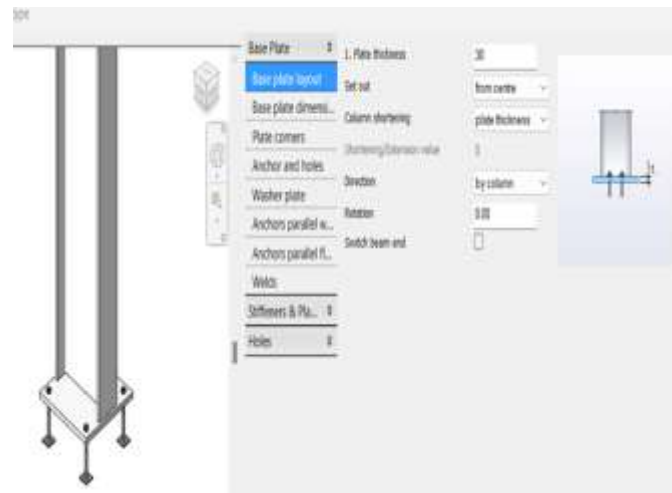 Base Plate
Base plate layout
Base plate dimensi...
Plate corners
Anchor and holes
Washer plate
Anchors parallel w...
Anchors parallel fl...
Welds
Stiffeners & Pla...
Holes
1. Plate thickness 30
Set out from centre
Column shortening plate thickness
Shortening/Extension value 0
Direction by column
Rotation 0.00
Switch beam end